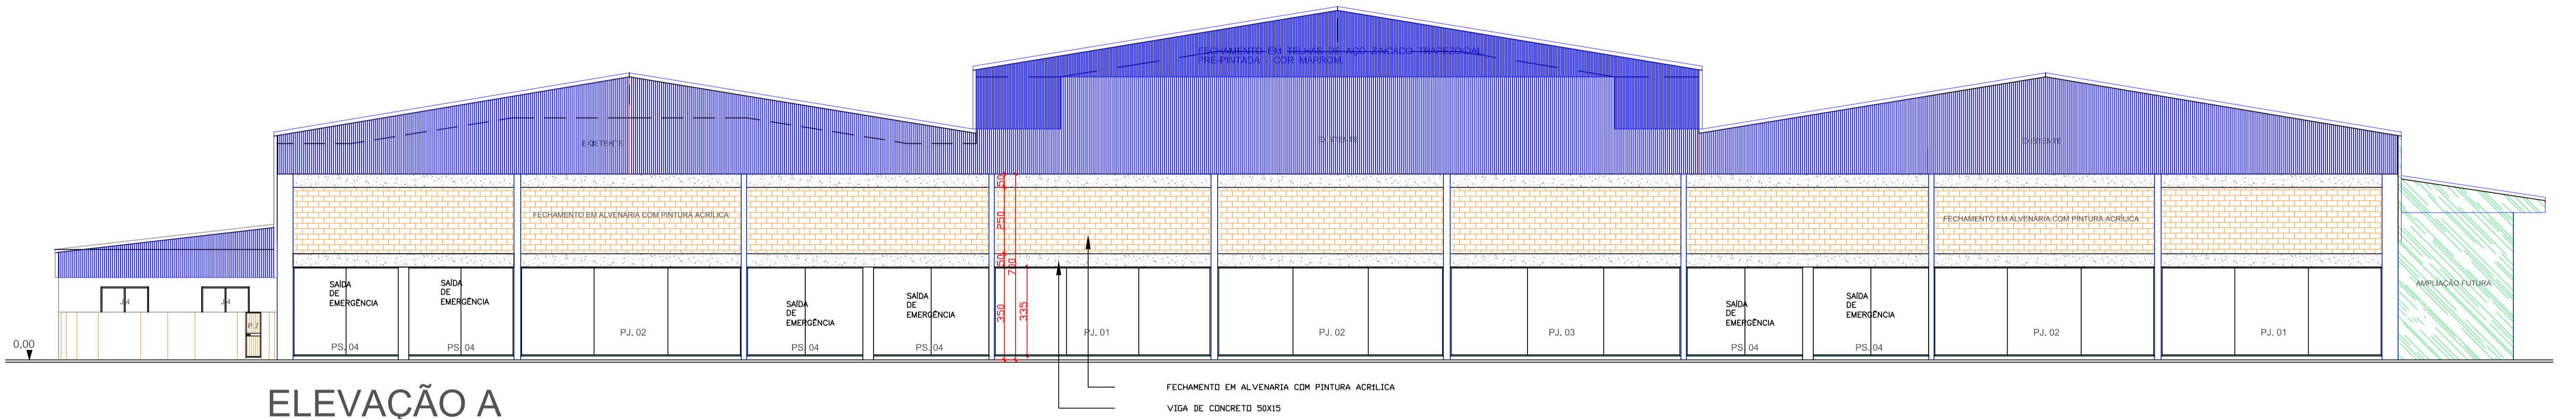 FECHAMENTO EM TELHAS DE AÇO ZINCADO TRAPEZOIDAL
PRÉ-PINTADA - COR MARROM.
EXISTENTE
EXISTENTE
EXISTENTE
50
250
50
700
350
335
FECHAMENTO EM ALVENARIA COM PINTURA ACRÍLICA
FECHAMENTO EM ALVENARIA COM PINTURA ACRÍLICA
J.4
J.4
P.7
0,00
SAÍDA
DE
EMERGÊNCIA
PS. 04
SAÍDA
DE
EMERGÊNCIA
PS. 04
PJ. 02
SAÍDA
DE
EMERGÊNCIA
PS. 04
SAÍDA
DE
EMERGÊNCIA
PS. 04
PJ. 01
PJ. 02
PJ. 03
SAÍDA
DE
EMERGÊNCIA
PS. 04
SAÍDA
DE
EMERGÊNCIA
PS. 04
PJ. 02
PJ. 01
AMPLIAÇÃO FUTURA
FECHAMENTO EM ALVENARIA COM PINTURA ACRÍLICA
VIGA DE CONCRETO 50X15
ELEVAÇÃO A